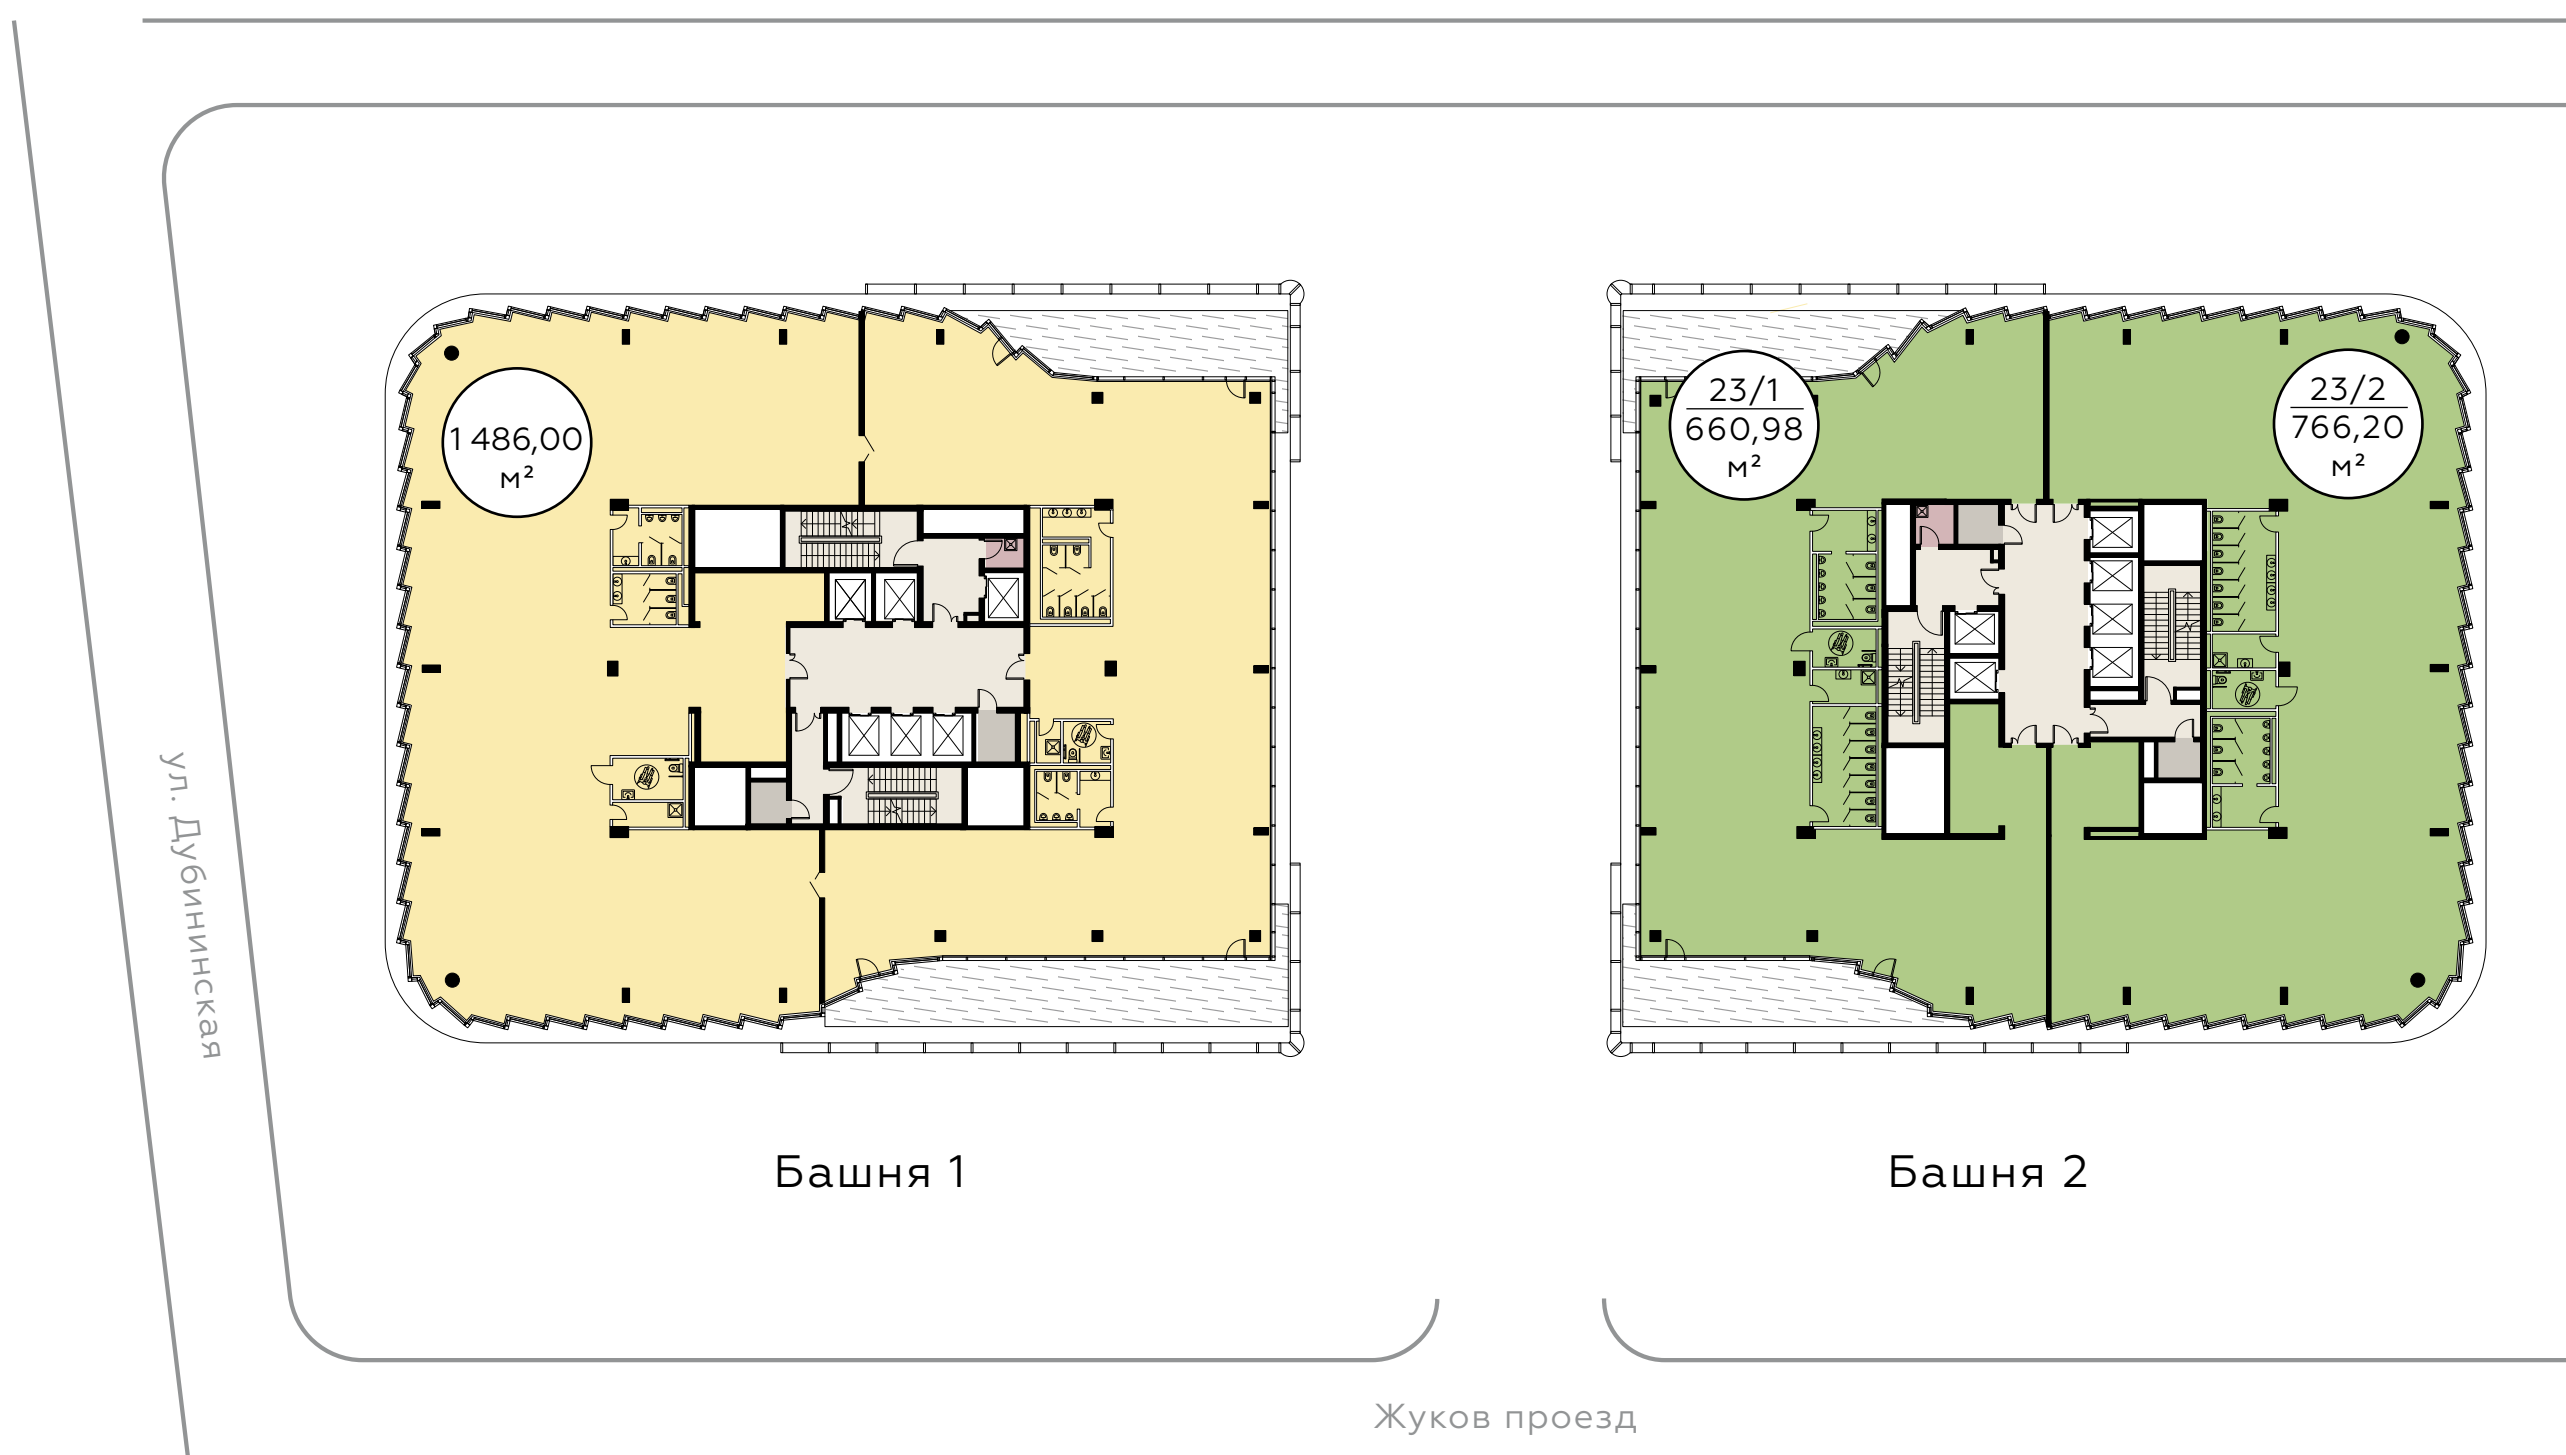 1 486,00
м²
23/1
660,98
м²
23/2
766,20
м²
ул. Дубининская
Башня 1
Башня 2
Жуков проезд